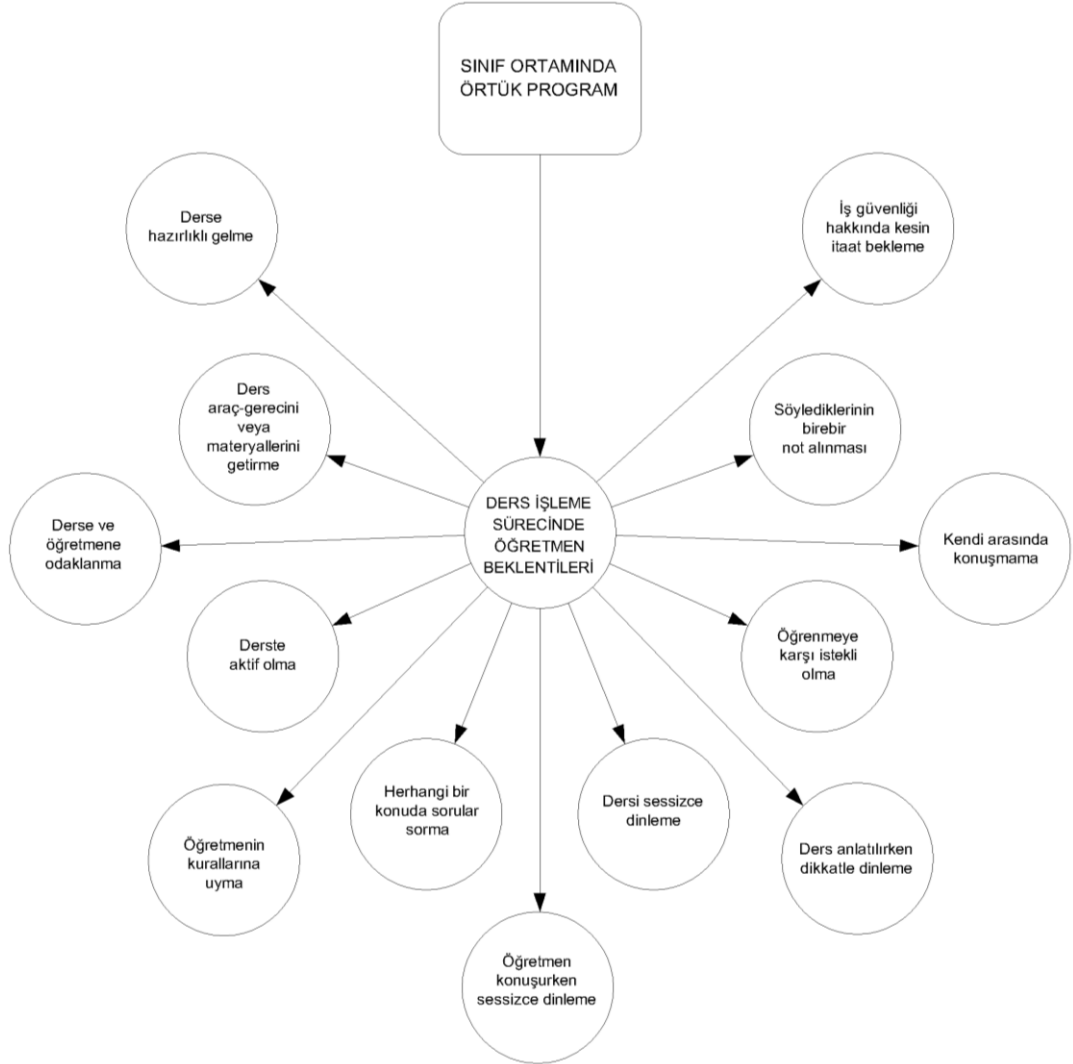 SINIF ORTAMINDA
ÖRTÜK PROGRAM
Derse
hazırlıklı gelme
İş güvenliği
hakkında kesin
itaat bekleme
Ders
araç-gerecini
veya
materyallerini
getirme
Söylediklerinin
birebir
not alınması
Derse ve
öğretmene
odaklanma
DERS İŞLEME
SÜRECİNDE
ÖĞRETMEN
BEKLENTİLERİ
Kendi arasında
konuşmama
Derste
aktif olma
Öğrenmeye
karşı istekli
olma
Öğretmenin
kurallarına
uyma
Herhangi bir
konuda sorular
sorma
Dersi sessizce
dinleme
Ders anlatılırken
dikkatle dinleme
Öğretmen
konuşurken
sessizce dinleme